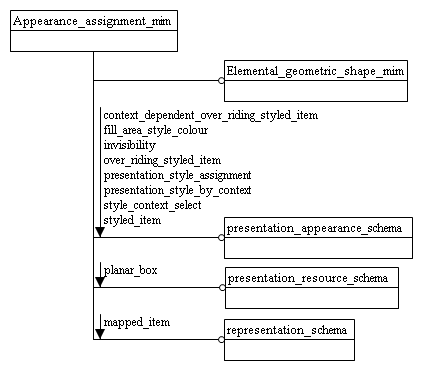 Appearance_assignment_mim
Elemental_geometric_shape_mim
context_dependent_over_riding_styled_item
fill_area_style_colour
invisibility
over_riding_styled_item
presentation_style_assignment
presentation_style_by_context
style_context_select
styled_item
presentation_appearance_schema
planar_box
presentation_resource_schema
mapped_item
representation_schema